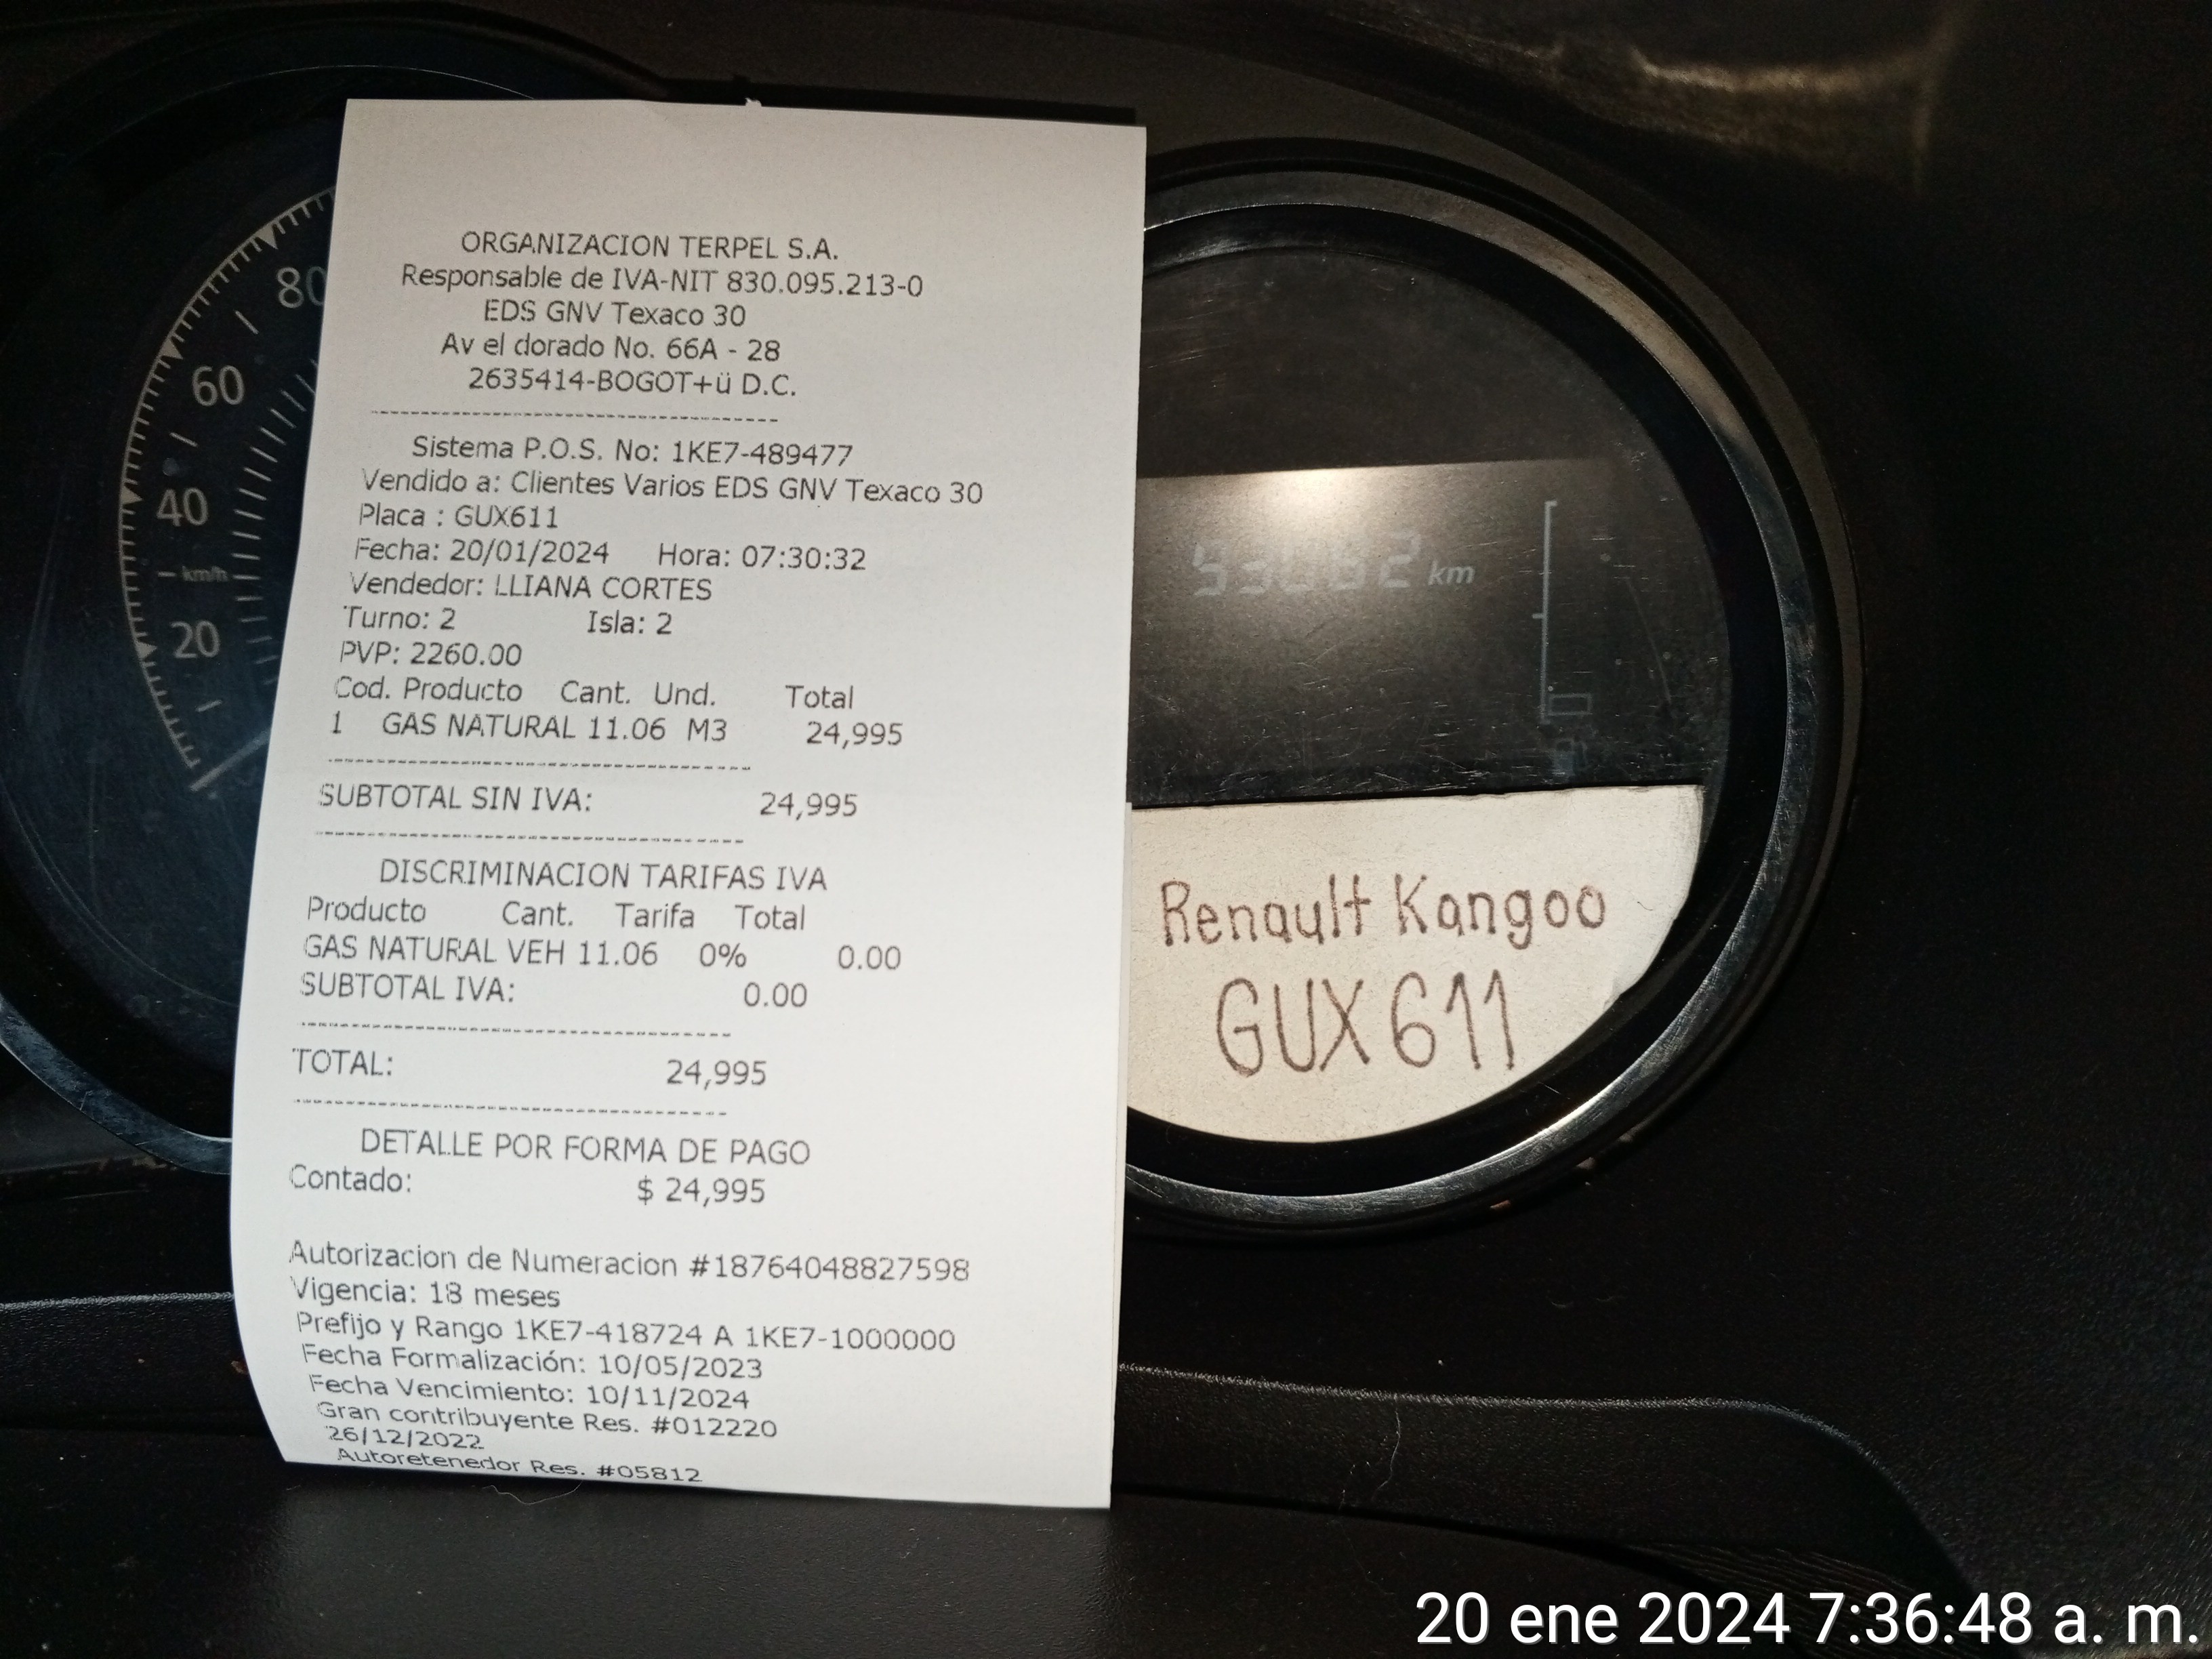 ORGANIZACION TERPEL S.A.
Responsable de IVA-NIT 830.095.213-0
EDS GNV Texaco 30
Av el dorado No. 66A - 28
2635414-BOGOT+ü D.C.
Sistema P.O.S. No: 1KE7-489477
Vendido a: Clientes Varios EDS GNV Texaco 30
Placa : GUX611
Fecha: 20/01/2024 Hora: 07:30:32
Vendedor: LLIANA CORTES
Turno: 2 Isla: 2
PVP: 2260.00
Cod. Producto Cant. Und. Total
1 GAS NATURAL 11.06 M3 24,995
SUBTOTAL SIN IVA: 24,995
DISCRIMINACION TARIFAS IVA
Producto Cant. Tarifa Total
GAS NATURAL VEH 11.06 0% 0.00
SUBTOTAL IVA: 0.00
TOTAL: 24,995
DETALLE POR FORMA DE PAGO
Contado: $ 24,995
Autorizacion de Numeracion #18764048827598
Vigencia: 18 meses
Prefijo y Rango 1KE7-418724 A 1KE7-1000000
Fecha Formalización: 10/05/2023
Fecha Vencimiento: 10/11/2024
Gran contribuyente Res. #012220
26/12/2022
Autoretenedor Res. #05812
80
60
40
km/h
20
km
Renault Kangoo
GUX611
20 ene 2024 7:36:48 a. m.